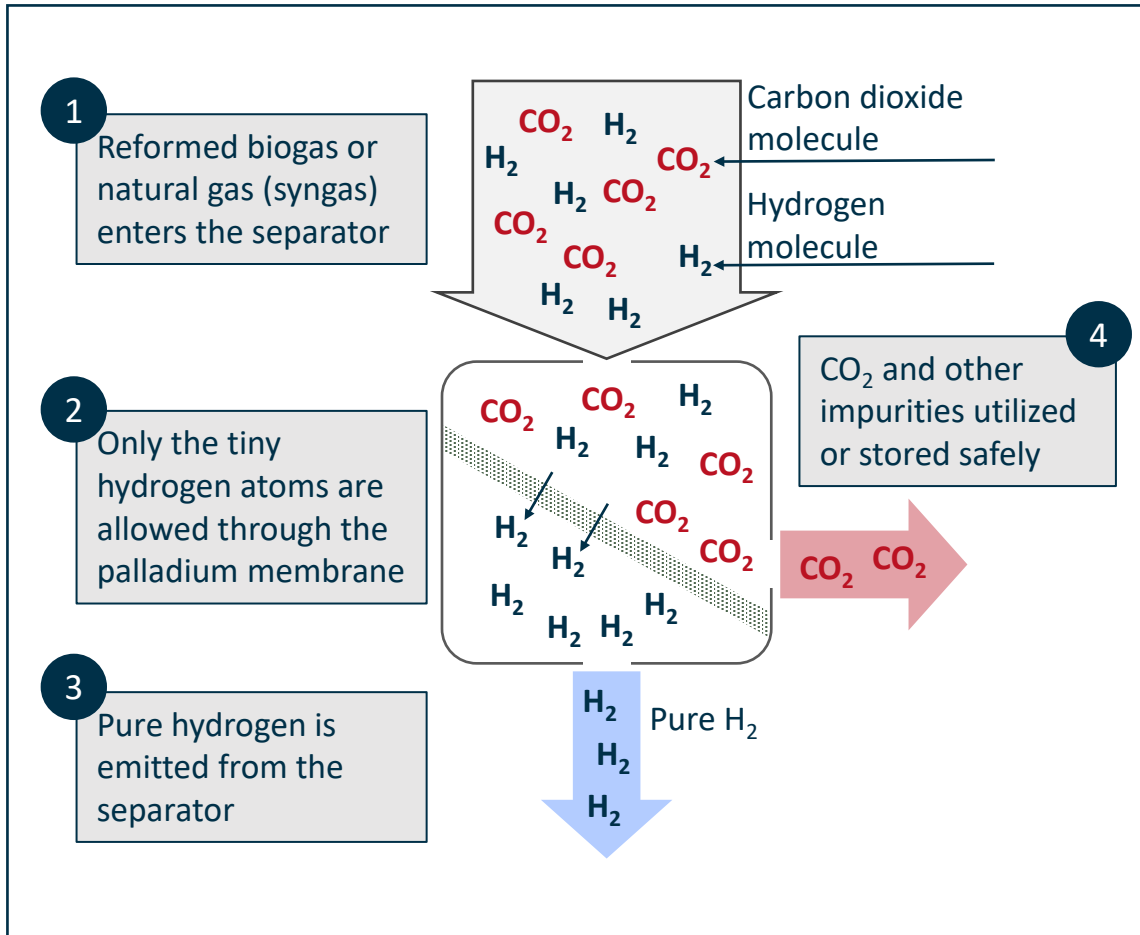 1
Reformed biogas or
natural gas (syngas)
enters the separator
CO₂
H₂
H₂
CO₂
H₂
CO₂
CO₂
CO₂
H₂
H₂
H₂
Carbon dioxide
molecule
Hydrogen
molecule
2
Only the tiny
hydrogen atoms are
allowed through the
palladium membrane
CO₂
CO₂
H₂
H₂
H₂
CO₂
CO₂
CO₂
H₂
H₂
H₂
H₂
H₂
H₂
3
Pure hydrogen is
emitted from the
separator
H₂
H₂
H₂
Pure H₂
4
CO₂ and other
impurities utilized
or stored safely
CO₂ CO₂